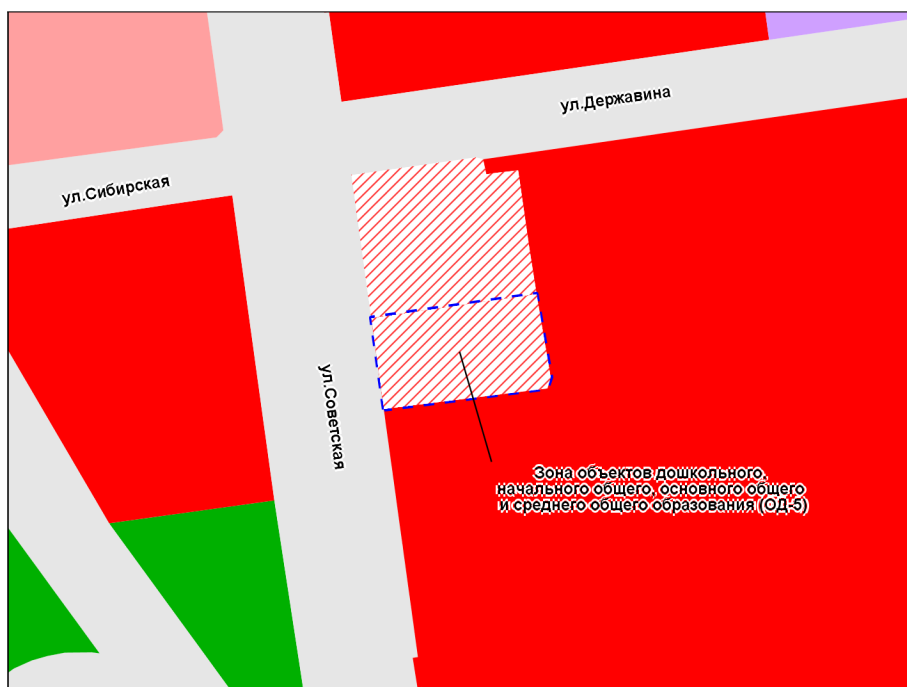 ул.Державина
ул.Сибирская
ул.Советская
Зона объектов дошкольного,
начального общего, основного общего
и среднего общего образования (ОД-5)